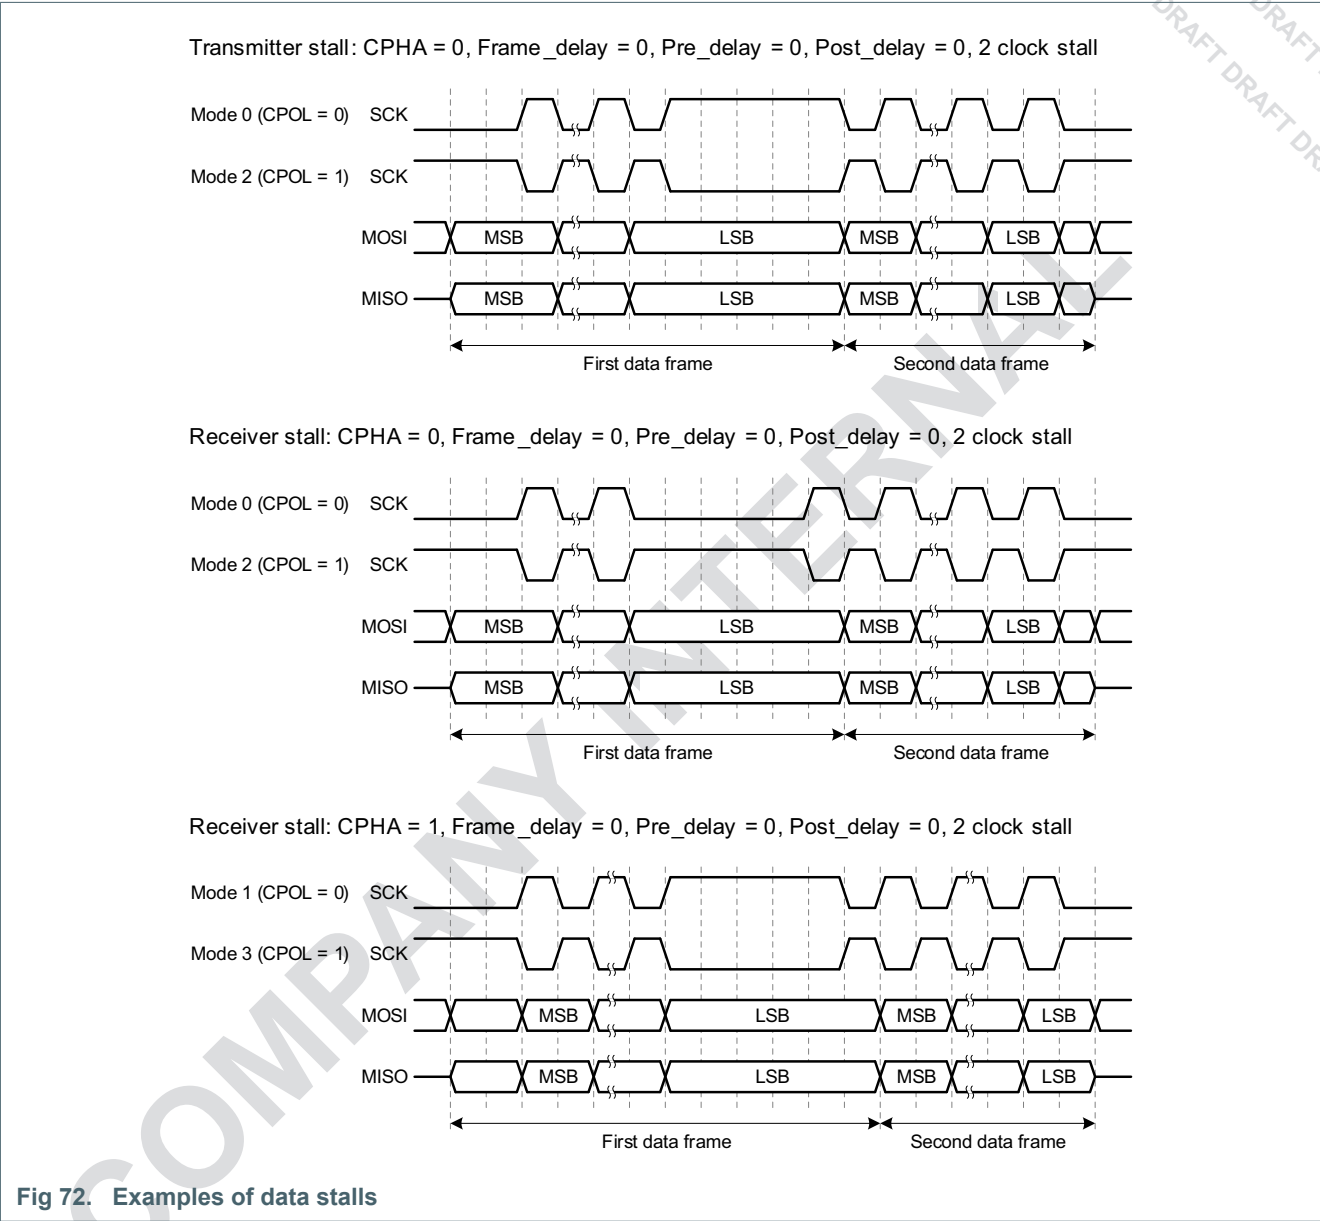 DRAFT DRAFT DRA
DRAFT
Transmitter stall: CPHA = 0, Frame_delay = 0, Pre_delay = 0, Post_delay = 0, 2 clock stall
Mode 0 (CPOL = 0) SCK
Mode 2 (CPOL = 1) SCK
MOSI MSB LSB MSB LSB
MISO MSB LSB MSB LSB
First data frame Second data frame
Receiver stall: CPHA = 0, Frame_delay = 0, Pre_delay = 0, Post_delay = 0, 2 clock stall
Mode 0 (CPOL = 0) SCK
Mode 2 (CPOL = 1) SCK
MOSI MSB LSB MSB LSB
MISO MSB LSB MSB LSB
First data frame Second data frame
Receiver stall: CPHA = 1, Frame_delay = 0, Pre_delay = 0, Post_delay = 0, 2 clock stall
Mode 1 (CPOL = 0) SCK
Mode 3 (CPOL = 1) SCK
MOSI MSB LSB MSB LSB
MISO MSB LSB MSB LSB
First data frame Second data frame
COMPANY INTERNAL
Fig 72. Examples of data stalls